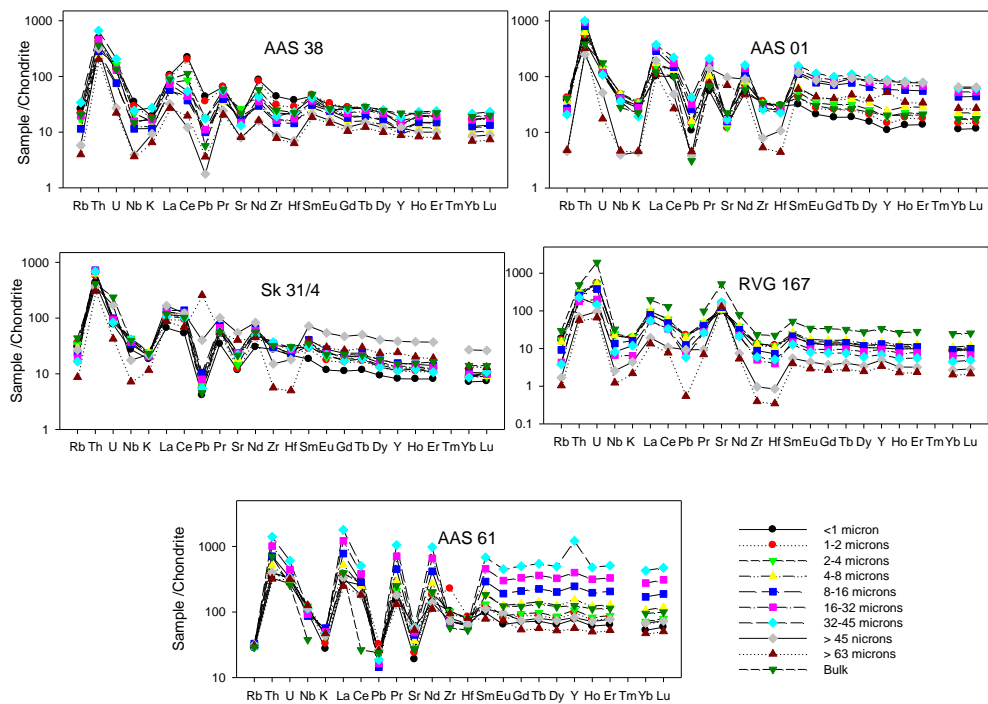 AAS 38
Sample /Chondrite
1000
100
10
1
Rb Th U Nb K La Ce Pb Pr Sr Nd Zr Hf Sm Eu Gd Tb Dy Y Ho Er Tm Yb Lu
AAS 01
1000
100
10
1
Rb Th U Nb K La Ce Pb Pr Sr Nd Zr Hf Sm Eu Gd Tb Dy Y Ho Er Tm Yb Lu
Sk 31/4
Sample /Chondrite
1000
100
10
1
Rb Th U Nb K La Ce Pb Pr Sr Nd Zr Hf Sm Eu Gd Tb Dy Y Ho Er Tm Yb Lu
RVG 167
1000
100
10
1
0.1
Rb Th U Nb K La Ce Pb Pr Sr Nd Zr Hf Sm Eu Gd Tb Dy Y Ho Er Tm Yb Lu
AAS 61
Sample /Chondrite
1000
100
10
Rb Th U Nb K La Ce Pb Pr Sr Nd Zr Hf Sm Eu Gd Tb Dy Y Ho Er Tm Yb Lu
<1 micron
1-2 microns
2-4 microns
4-8 microns
8-16 microns
16-32 microns
32-45 microns
> 45 nicrons
> 63 microns
Bulk